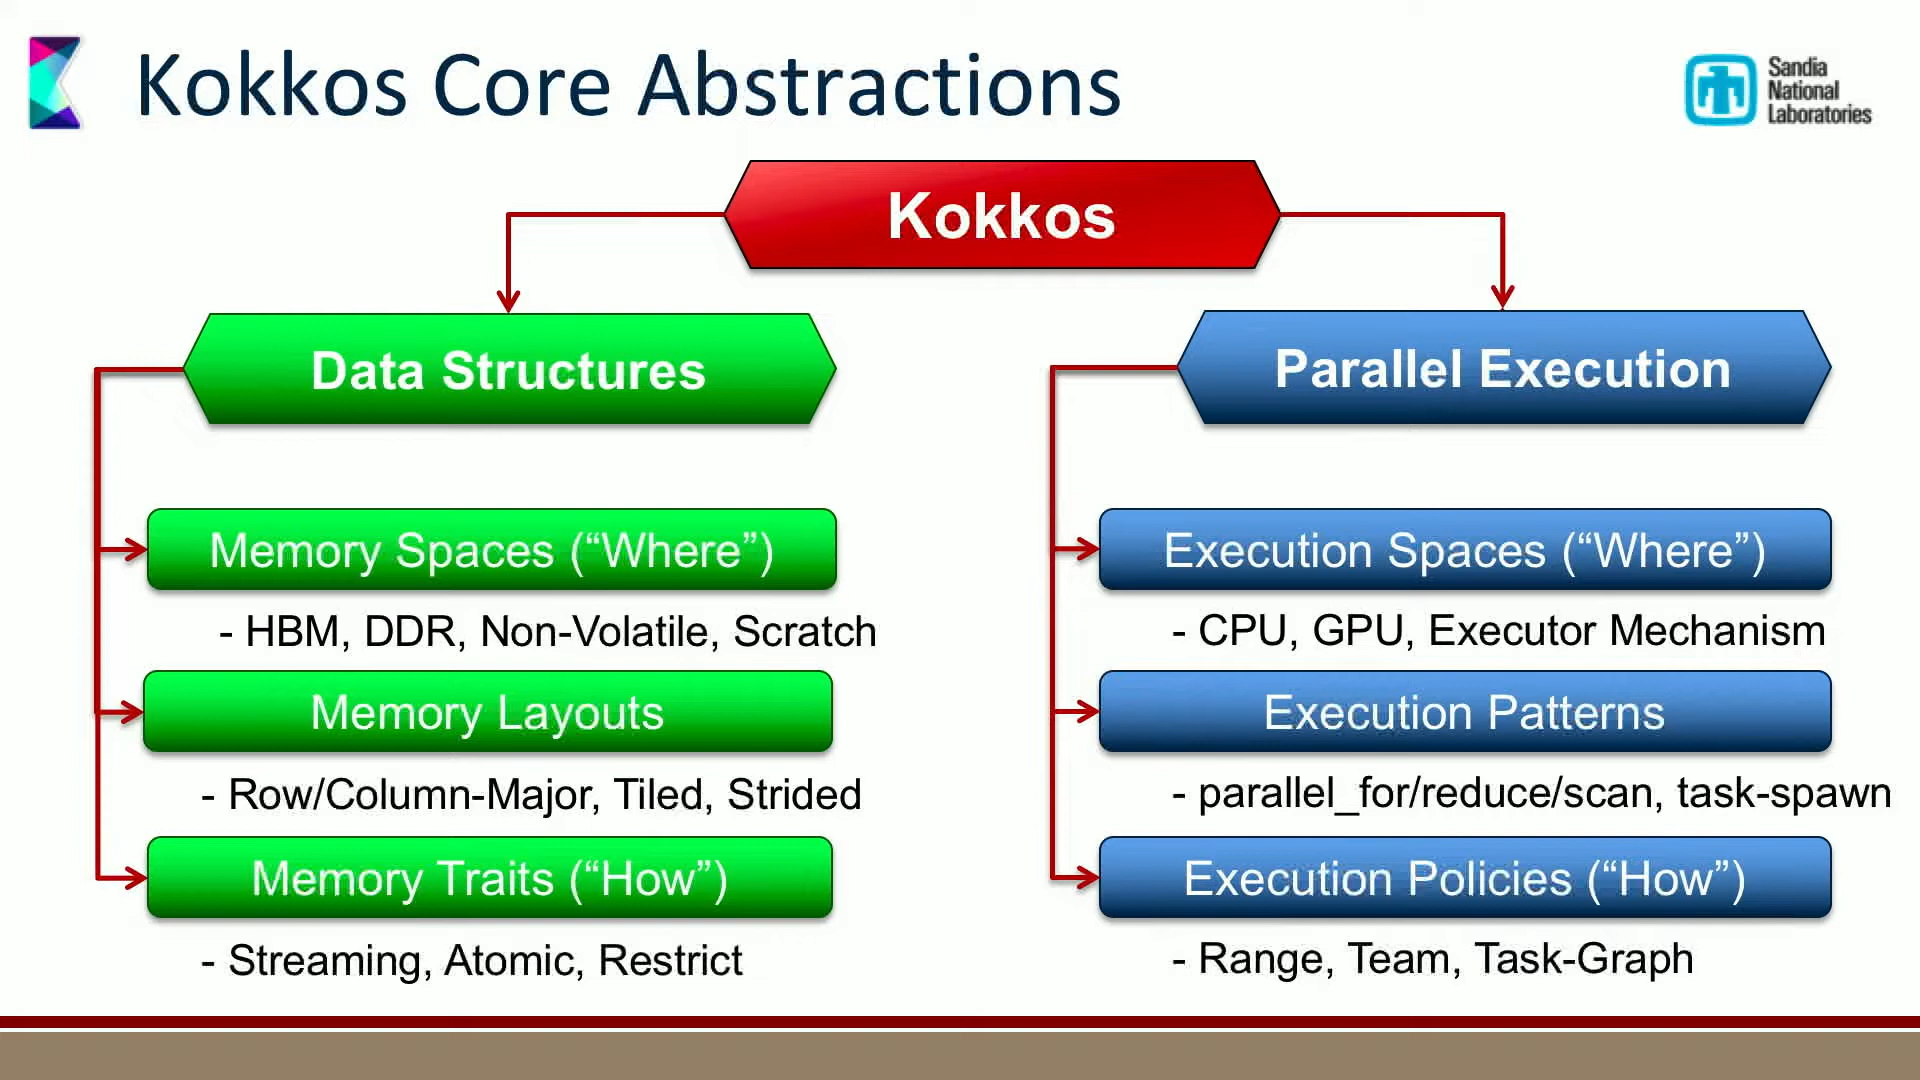 Kokkos Core Abstractions
Sandia
National
Laboratories
Kokkos
Data Structures
Memory Spaces (“Where”)
- HBM, DDR, Non-Volatile, Scratch
Memory Layouts
- Row/Column-Major, Tiled, Strided
Memory Traits (“How”)
- Streaming, Atomic, Restrict
Parallel Execution
Execution Spaces (“Where”)
- CPU, GPU, Executor Mechanism
Execution Patterns
- parallel_for/reduce/scan, task-spawn
Execution Policies (“How”)
- Range, Team, Task-Graph